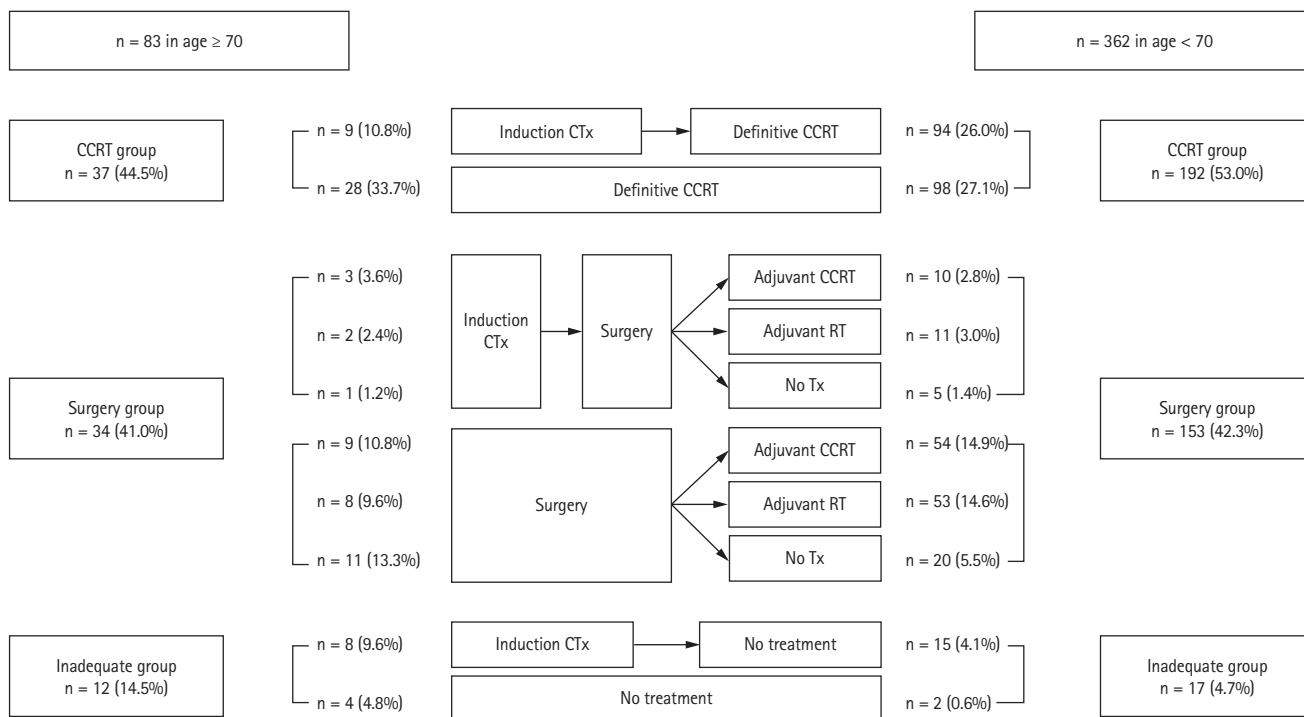 n = 83 in age ≥ 70
n = 362 in age < 70
n = 9 (10.8%)
Induction CTx
Definitive CCRT
n = 94 (26.0%)
CCRT group
n = 37 (44.5%)
CCRT group
n = 192 (53.0%)
n = 28 (33.7%)
Definitive CCRT
n = 98 (27.1%)
n = 3 (3.6%)
Adjuvant CCRT
n = 10 (2.8%)
n = 2 (2.4%)
Induction
CTx
Surgery
Adjuvant RT
n = 11 (3.0%)
n = 1 (1.2%)
No Tx
n = 5 (1.4%)
Surgery group
n = 34 (41.0%)
Surgery group
n = 153 (42.3%)
n = 9 (10.8%)
Adjuvant CCRT
n = 54 (14.9%)
n = 8 (9.6%)
Surgery
Adjuvant RT
n = 53 (14.6%)
n = 11 (13.3%)
No Tx
n = 20 (5.5%)
n = 8 (9.6%)
Induction CTx
No treatment
n = 15 (4.1%)
Inadequate group
n = 12 (14.5%)
Inadequate group
n = 17 (4.7%)
n = 4 (4.8%)
No treatment
n = 2 (0.6%)